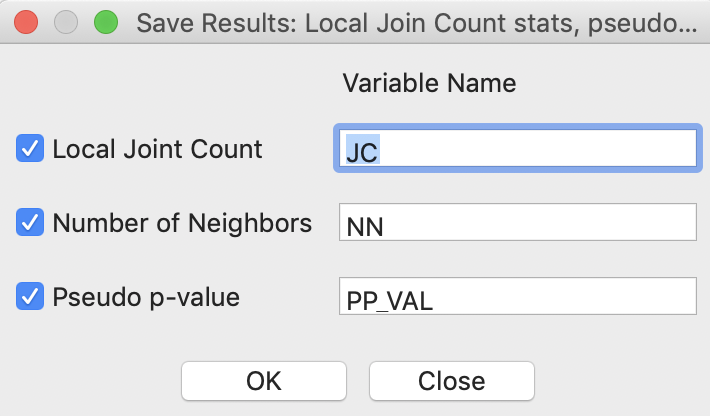 Save Results: Local Join Count stats, pseudo...
Variable Name
Local Joint Count JC
Number of Neighbors NN
Pseudo p-value PP_VAL
OK Close